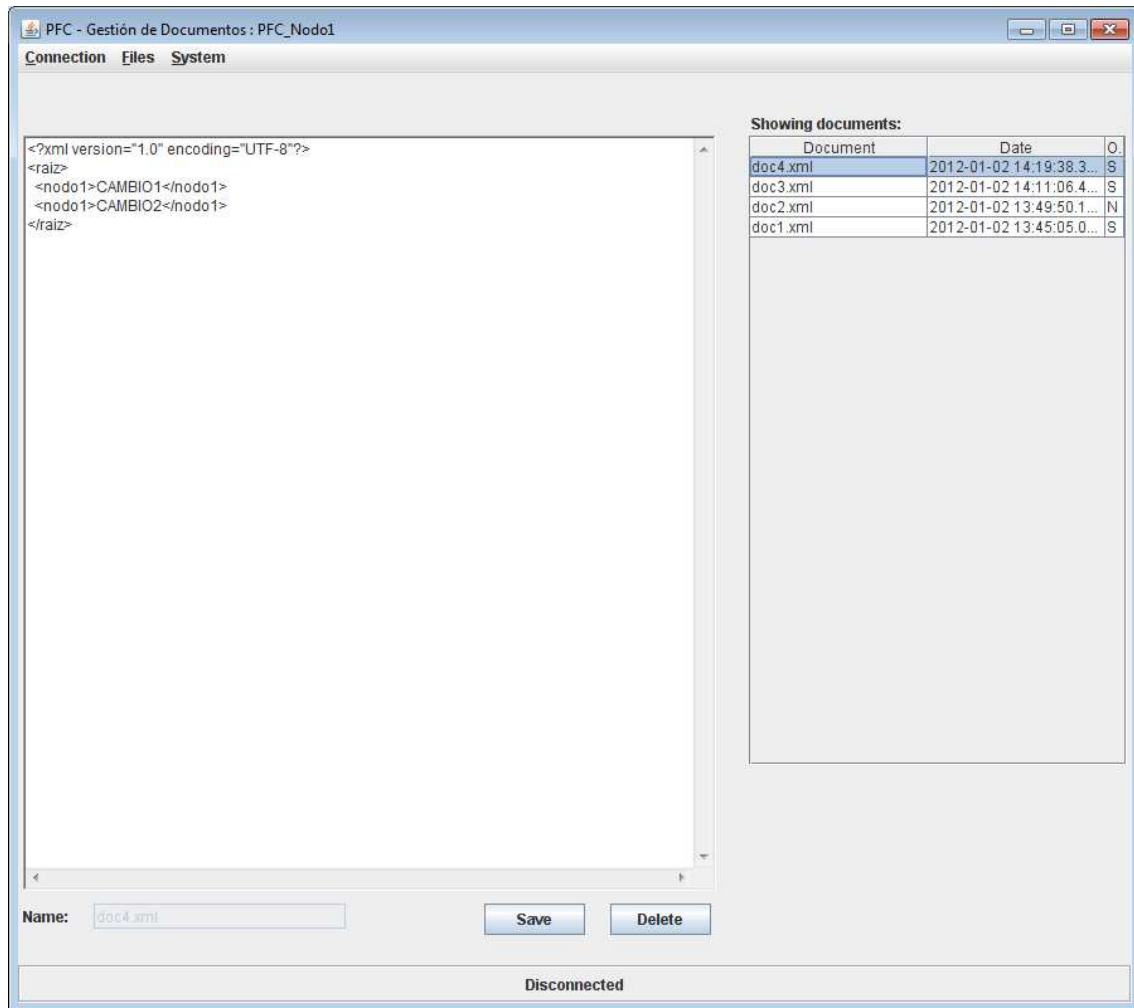 PFC - Gestión de Documentos : PFC_Nodo1
Connection Files System
<?xml version="1.0" encoding="UTF-8"?>
<raiz>
<nodo1>CAMBIO1</nodo1>
<nodo1>CAMBIO2</nodo1>
</raiz>
Showing documents:
Document Date O.
doc4.xml 2012-01-02 14:19:38.3... S
doc3.xml 2012-01-02 14:11:06.4... S
doc2.xml 2012-01-02 13:49:50.1... N
doc1.xml 2012-01-02 13:45:05.0... S
Name: doc4.xml Save Delete
Disconnected